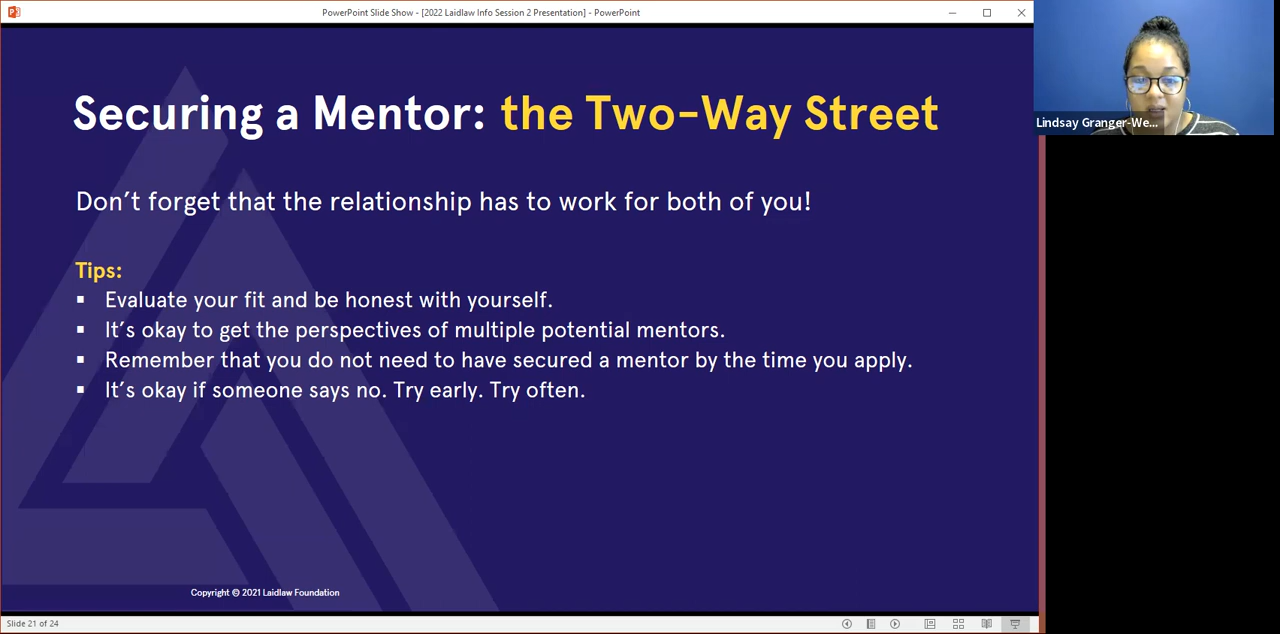 PowerPoint Slide Show - [2022 Laidlaw Info Session 2 Presentation] - PowerPoint
Securing a Mentor: the Two-Way Street
Don’t forget that the relationship has to work for both of you!
Tips:
▪ Evaluate your fit and be honest with yourself.
▪ It’s okay to get the perspectives of multiple potential mentors.
▪ Remember that you do not need to have secured a mentor by the time you apply.
▪ It’s okay if someone says no. Try early. Try often.
Copyright © 2021 Laidlaw Foundation
Slide 21 of 24
Lindsay Granger-We...